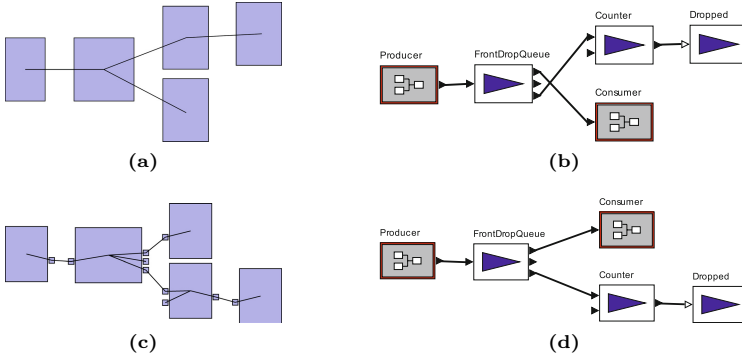 Counter
Dropped
Producer
FrontDropQueue
Consumer
(a)
(b)
Consumer
Producer
FrontDropQueue
Counter
Dropped
(c)
(d)